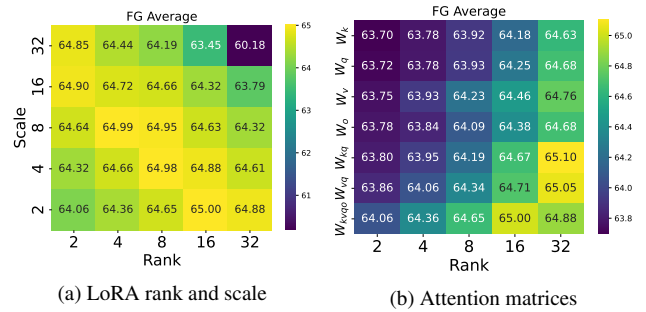 FG Average
Scale
32 64.85 64.44 64.19 63.45 60.18
16 64.90 64.72 64.66 64.32 63.79
8 64.64 64.99 64.95 64.63 64.32
4 64.32 64.66 64.98 64.88 64.61
2 64.06 64.36 64.65 65.00 64.88
2 4 8 16 32
Rank
65
64
63
62
61
(a) LoRA rank and scale
FG Average
W_k 63.70 63.78 63.92 64.18 64.63
W_q 63.72 63.78 63.93 64.25 64.68
W_v 63.75 63.93 64.23 64.46 64.76
W_o 63.78 63.84 64.09 64.38 64.68
W_kq 63.80 63.95 64.19 64.67 65.10
W_vq 63.86 64.06 64.34 64.71 65.05
W_kvqo 64.06 64.36 64.65 65.00 64.88
2 4 8 16 32
Rank
65.0
64.8
64.6
64.4
64.2
64.0
63.8
(b) Attention matrices